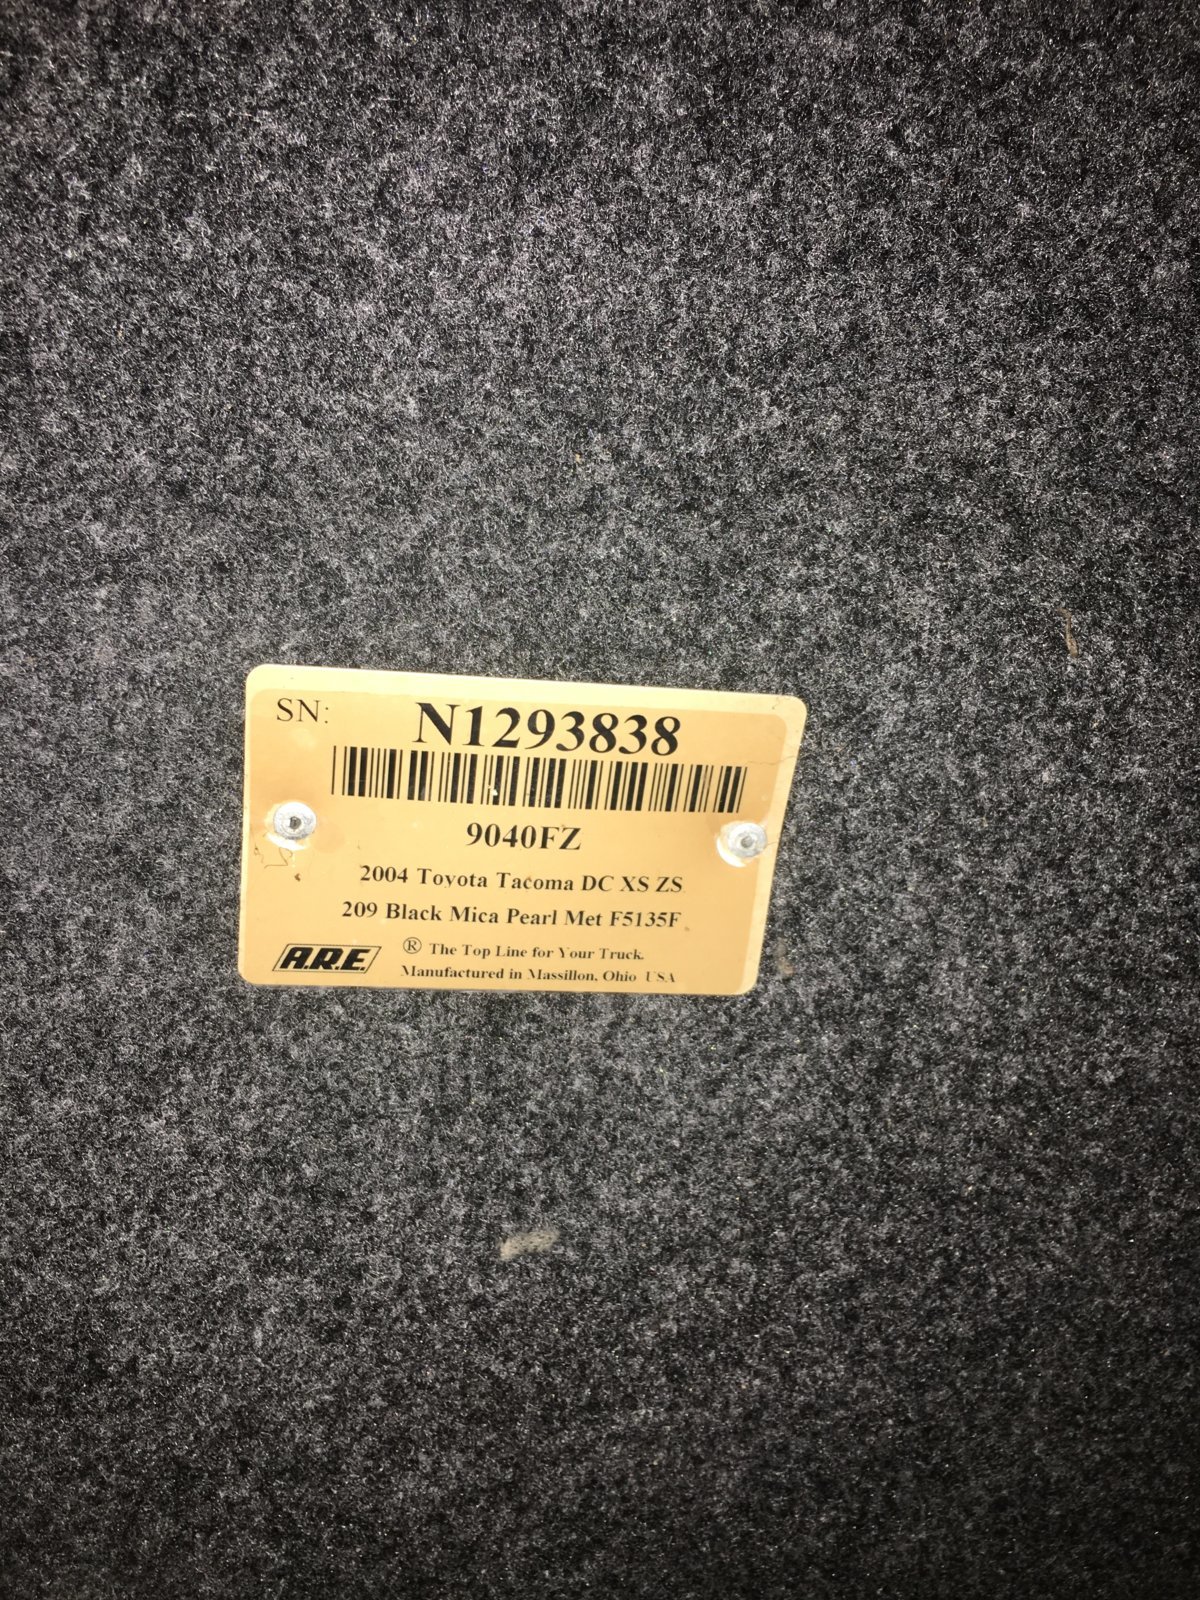 SN: N1293838
9040FZ
2004 Toyota Tacoma DC XS ZS
209 Black Mica Pearl Met F5135F
A.R.E. ® The Top Line for Your Truck.
Manufactured in Massillon, Ohio USA